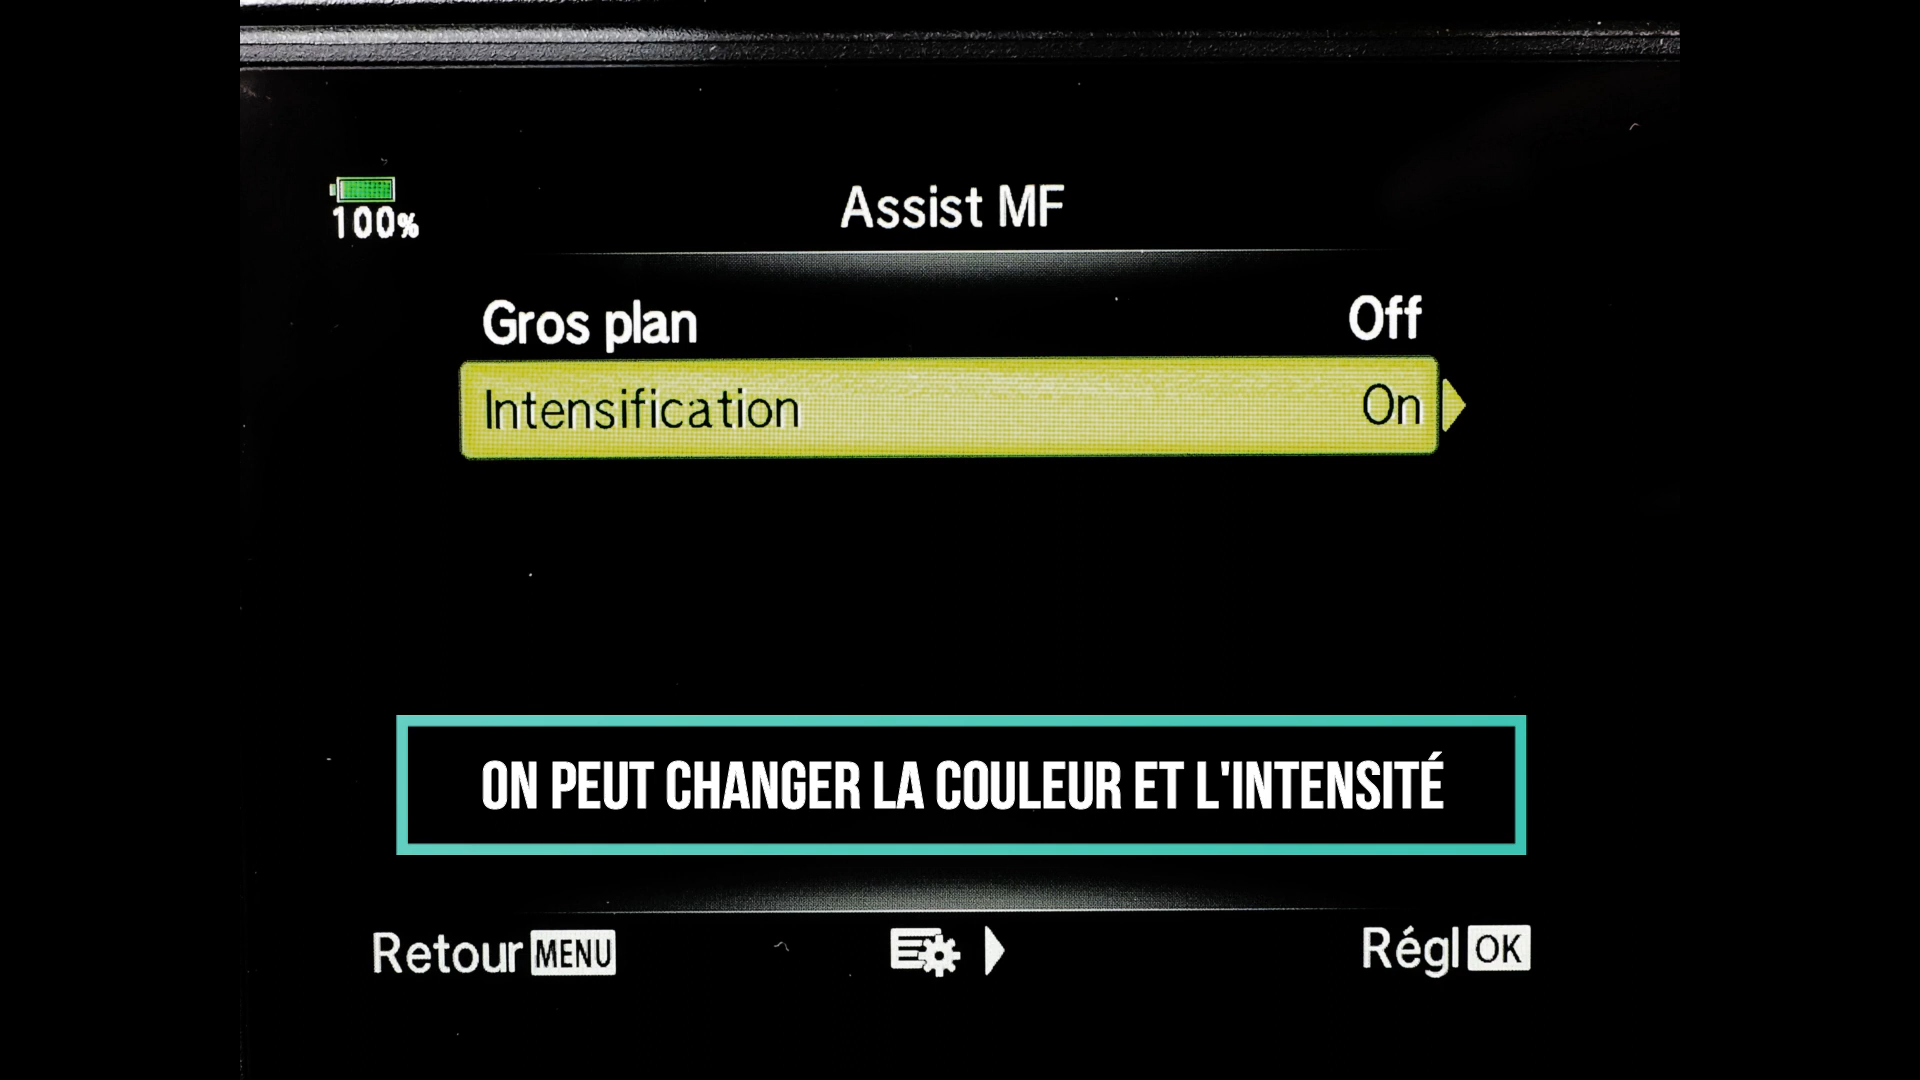 100%
Assist MF
Gros plan Off
Intensification On
ON PEUT CHANGER LA COULEUR ET L'INTENSITÉ
Retour MENU Régl OK